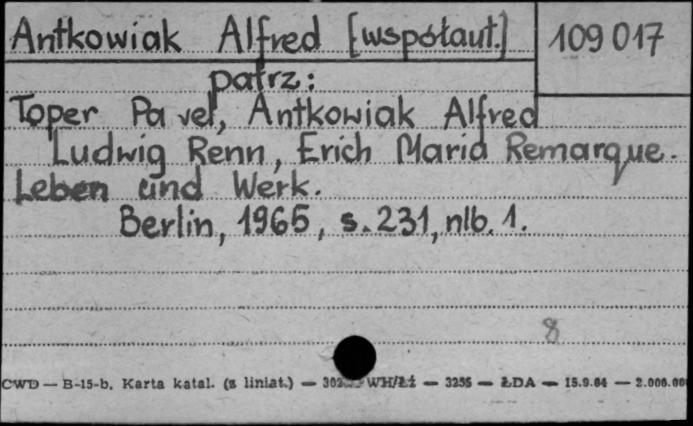 Antkowiak Alfred [współaut.] 109 017
patrz:
Toper Pavel, Antkowiak Alfred
Ludwig Renn, Erich Maria Remarque.
Leben und Werk.
Berlin, 1965, s. 231, nlb. 1.
8
CWD — B-15-b. Karta katal. (z liniat.) — WH/Łż — 3255 — ŁDA — 15.9.64 — 2.000.00